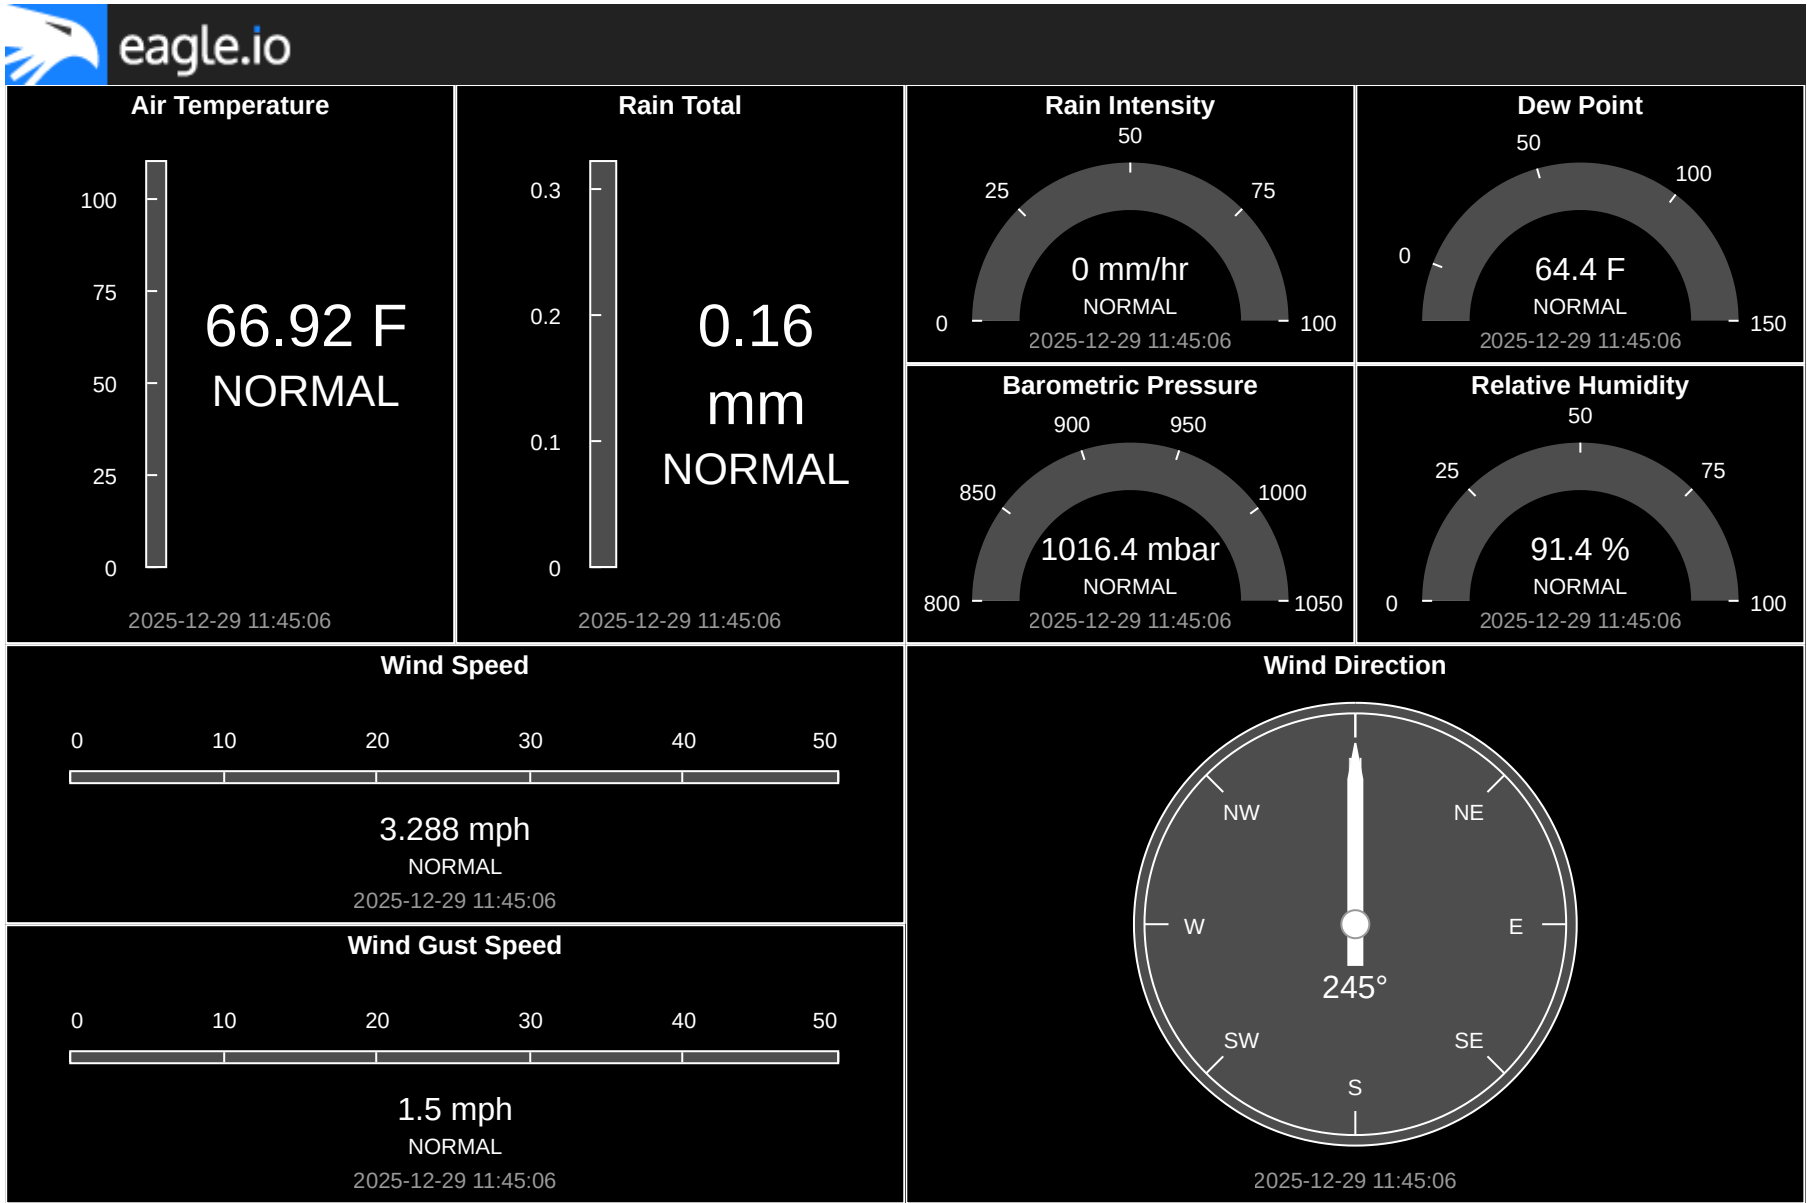 eagle.io
Air Temperature
100
75
50
25
0
66.92 F
NORMAL
2025-12-29 11:45:06
Rain Total
0.3
0.2
0.1
0
0.16
mm
NORMAL
2025-12-29 11:45:06
Rain Intensity
0
25
50
75
100
0 mm/hr
NORMAL
2025-12-29 11:45:06
Dew Point
0
50
100
150
64.4 F
NORMAL
2025-12-29 11:45:06
Barometric Pressure
800
850
900
950
1000
1050
1016.4 mbar
NORMAL
2025-12-29 11:45:06
Relative Humidity
0
25
50
75
100
91.4 %
NORMAL
2025-12-29 11:45:06
Wind Speed
0 10 20 30 40 50
3.288 mph
NORMAL
2025-12-29 11:45:06
Wind Gust Speed
0 10 20 30 40 50
1.5 mph
NORMAL
2025-12-29 11:45:06
Wind Direction
NW NE
W E
245°
SW SE
S
2025-12-29 11:45:06